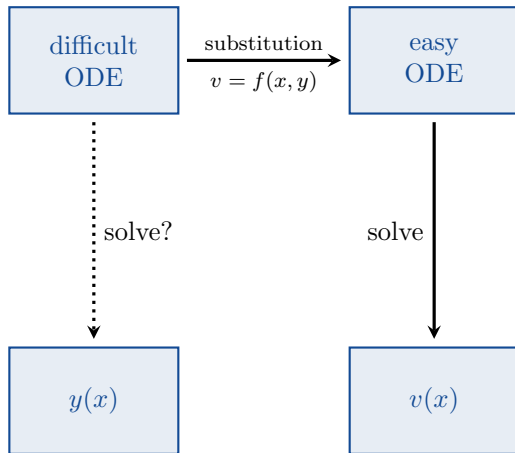 difficult
ODE
substitution
v = f(x, y)
easy
ODE
solve?
solve
y(x)
v(x)